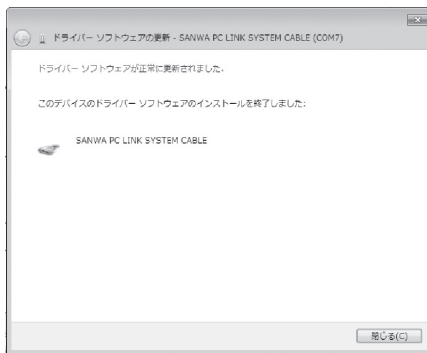 ドライバー ソフトウェアの更新 - SANWA PC LINK SYSTEM CABLE (COM7)
ドライバー ソフトウェアが正常に更新されました。
このデバイスのドライバー ソフトウェアのインストールを終了しました:
SANWA PC LINK SYSTEM CABLE
閉じる(C)